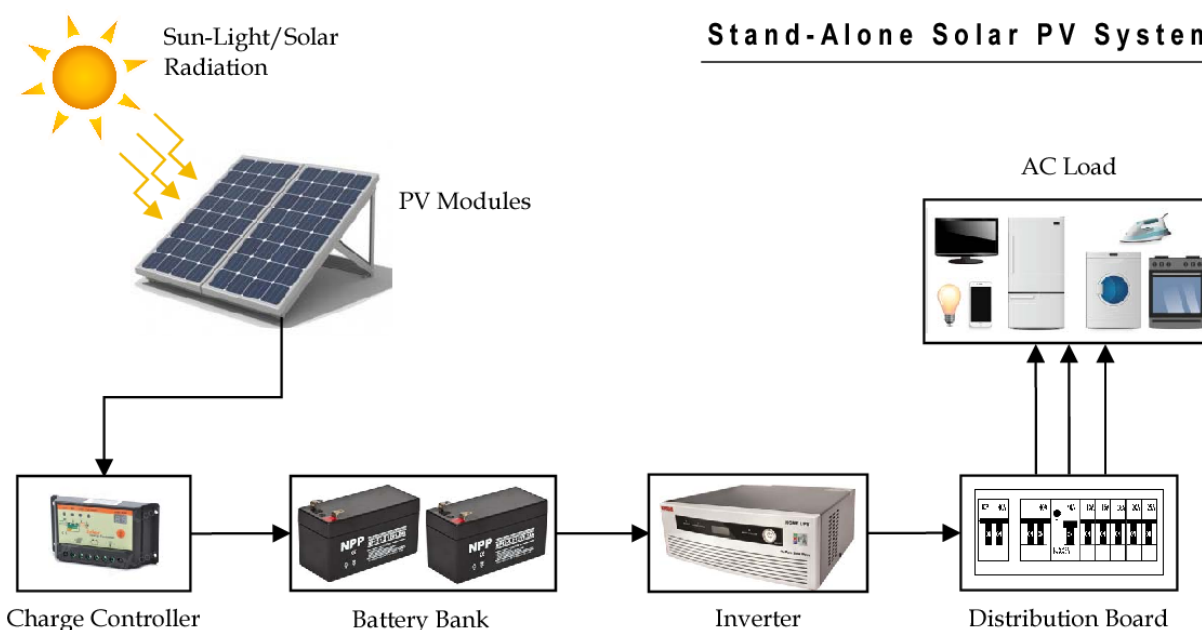 Stand-Alone Solar PV System
Sun-Light/Solar
Radiation
PV Modules
AC Load
NPP
NPP
Charge Controller
Battery Bank
Inverter
Distribution Board